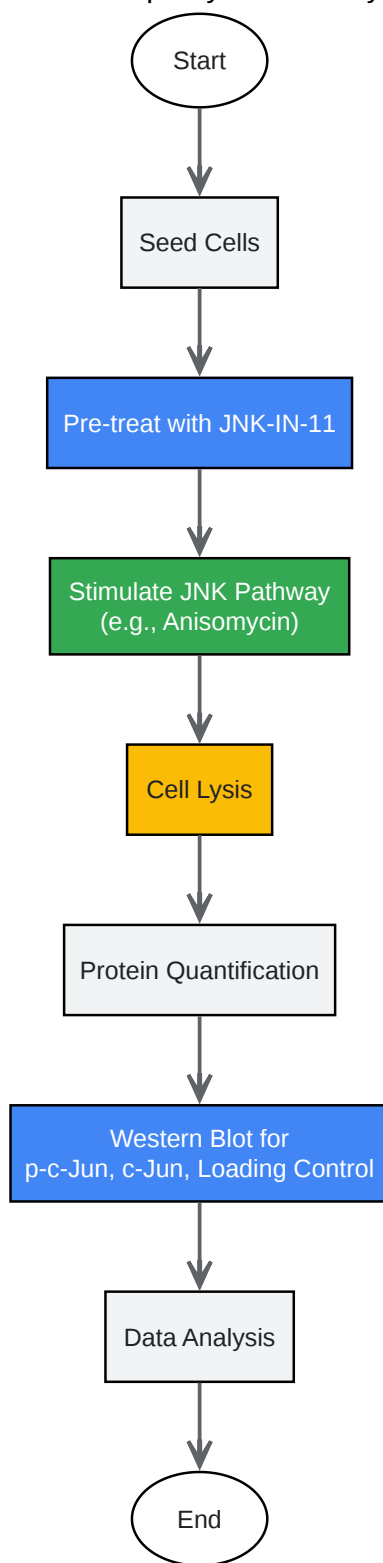 Start
Seed Cells
Pre-treat with JNK-IN-11
Stimulate JNK Pathway
(e.g., Anisomycin)
Cell Lysis
Protein Quantification
Western Blot for
p-c-Jun, c-Jun, Loading Control
Data Analysis
End